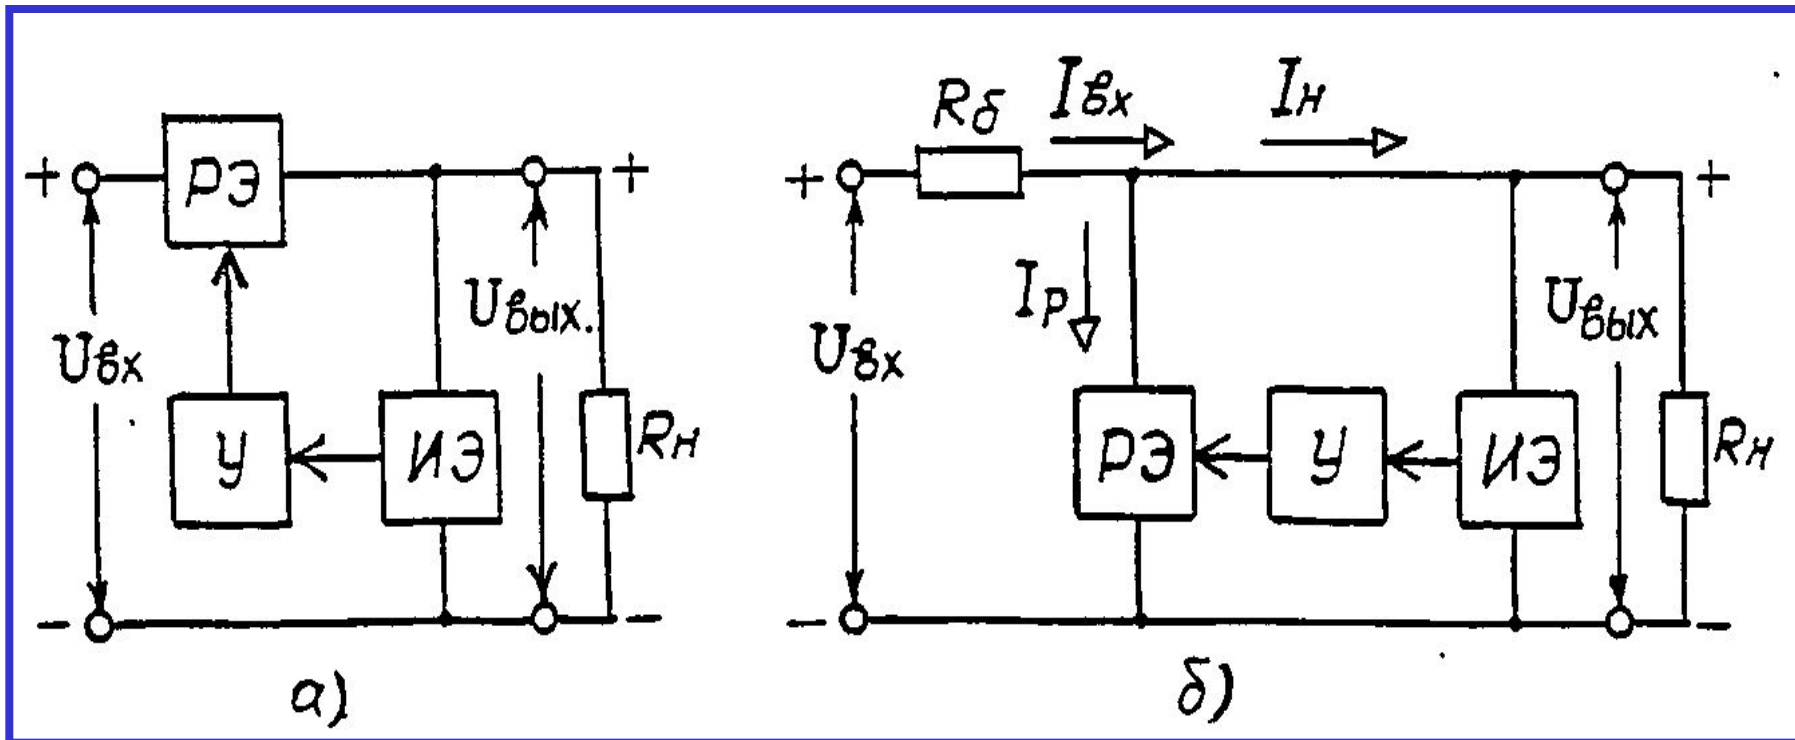 + РЭ +
Uвх Uвых.
У ИЭ Rн
- -
а)
Rб Iвх Iн
+ +
Iр
Uвх Uвых
РЭ У ИЭ Rн
- -
б)